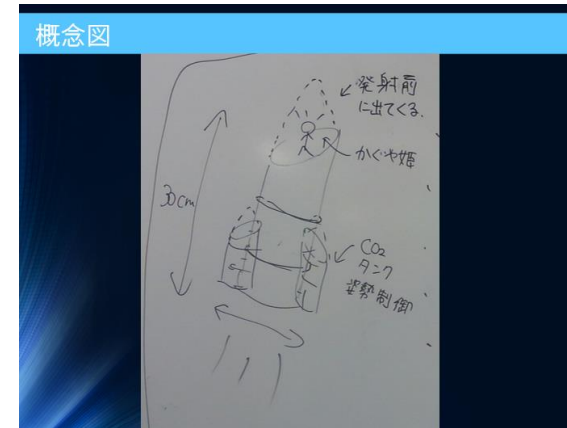 概念図
発射前
に出てくる.
かぐや姫
30cm
CO₂
タンク
姿勢制御